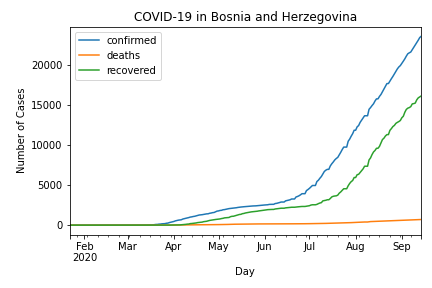 COVID-19 in Bosnia and Herzegovina
confirmed
deaths
recovered
Number of Cases
20000
15000
10000
5000
0
Feb Mar Apr May Jun Jul Aug Sep
2020
Day